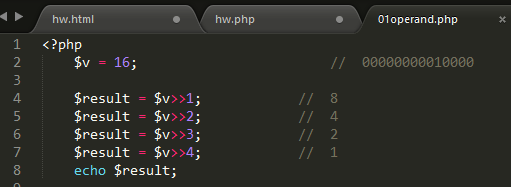 hw.html hw.php 01operand.php
1 <?php
2 $v = 16; // 00000000010000
3
4 $result = $v>>1; // 8
5 $result = $v>>2; // 4
6 $result = $v>>3; // 2
7 $result = $v>>4; // 1
8 echo $result;